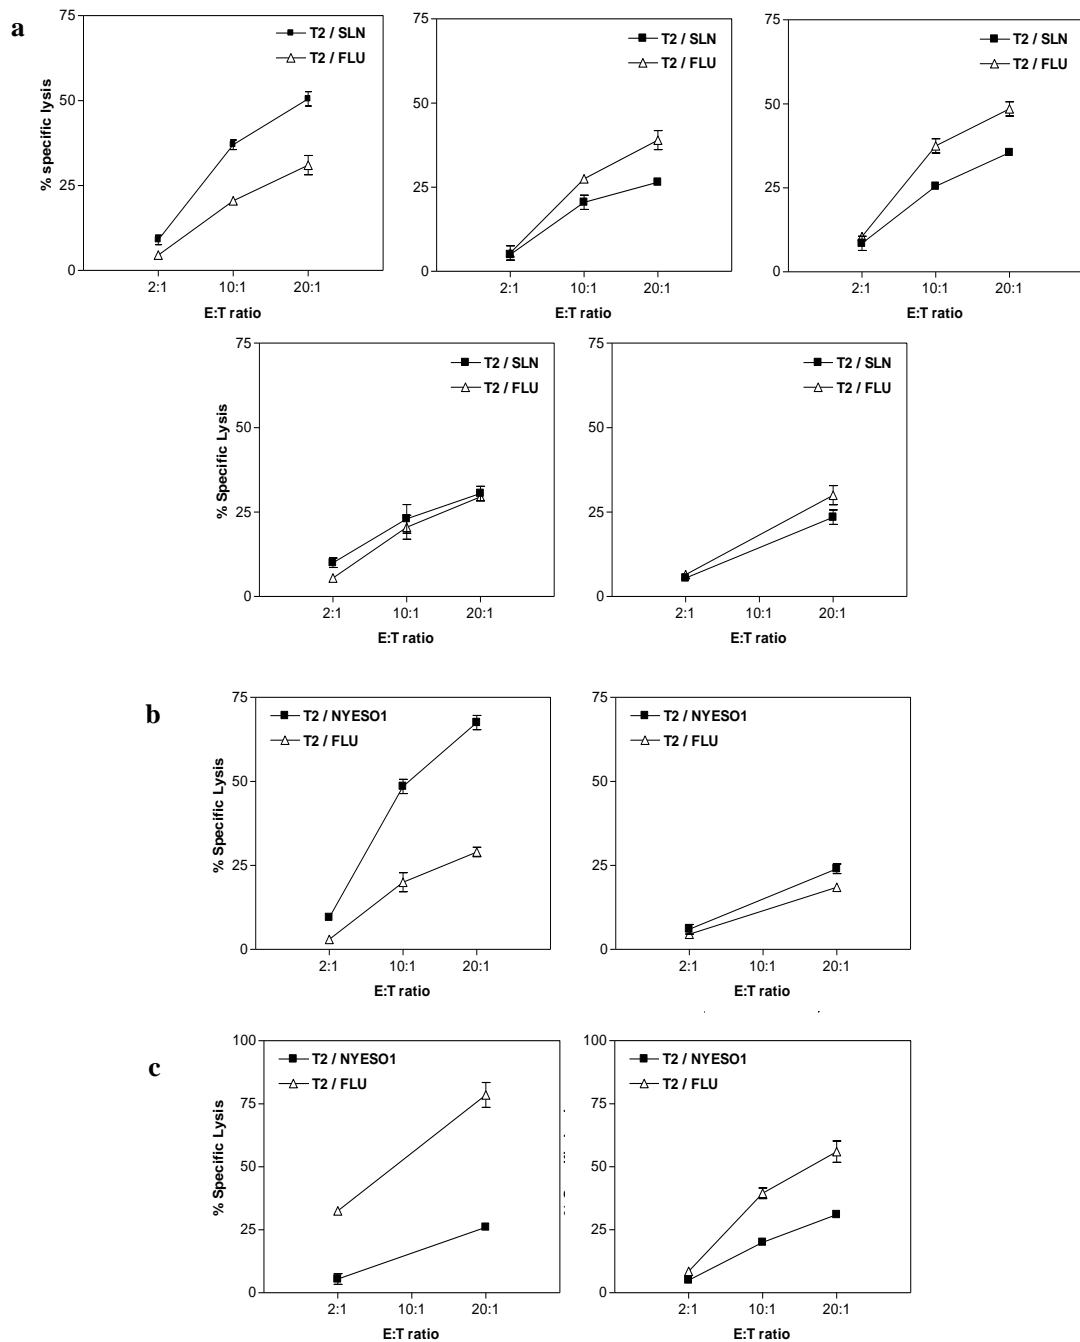 a
75
50
25
0
% specific lysis
T2 / SLN
T2 / FLU
2:1 10:1 20:1
E:T ratio
75
50
25
0
T2 / SLN
T2 / FLU
2:1 10:1 20:1
E:T ratio
75
50
25
0
T2 / SLN
T2 / FLU
2:1 10:1 20:1
E:T ratio
75
50
25
0
% Specific Lysis
T2 / SLN
T2 / FLU
2:1 10:1 20:1
E:T ratio
75
50
25
0
T2 / SLN
T2 / FLU
2:1 10:1 20:1
E:T ratio
b
75
50
25
0
% Specific Lysis
T2 / NYESO1
T2 / FLU
2:1 10:1 20:1
E:T ratio
75
50
25
0
T2 / NYESO1
T2 / FLU
2:1 10:1 20:1
E:T ratio
c
100
75
50
25
0
% Specific Lysis
T2 / NYESO1
T2 / FLU
2:1 10:1 20:1
E:T ratio
100
75
50
25
0
T2 / NYESO1
T2 / FLU
2:1 10:1 20:1
E:T ratio